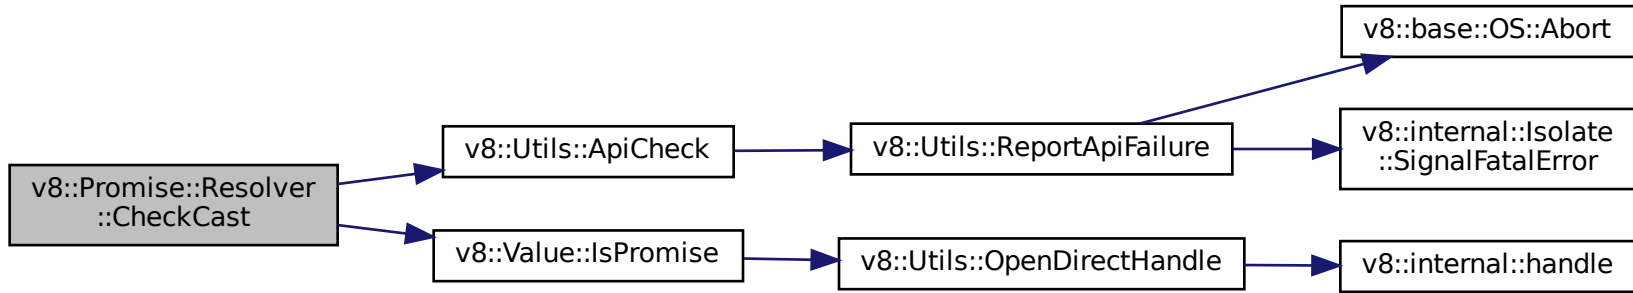 v8::base::OS::Abort
v8::internal::Isolate
::SignalFatalError
v8::Utils::ApiCheck
v8::Utils::ReportApiFailure
v8::Promise::Resolver
::CheckCast
v8::Value::IsPromise
v8::Utils::OpenDirectHandle
v8::internal::handle